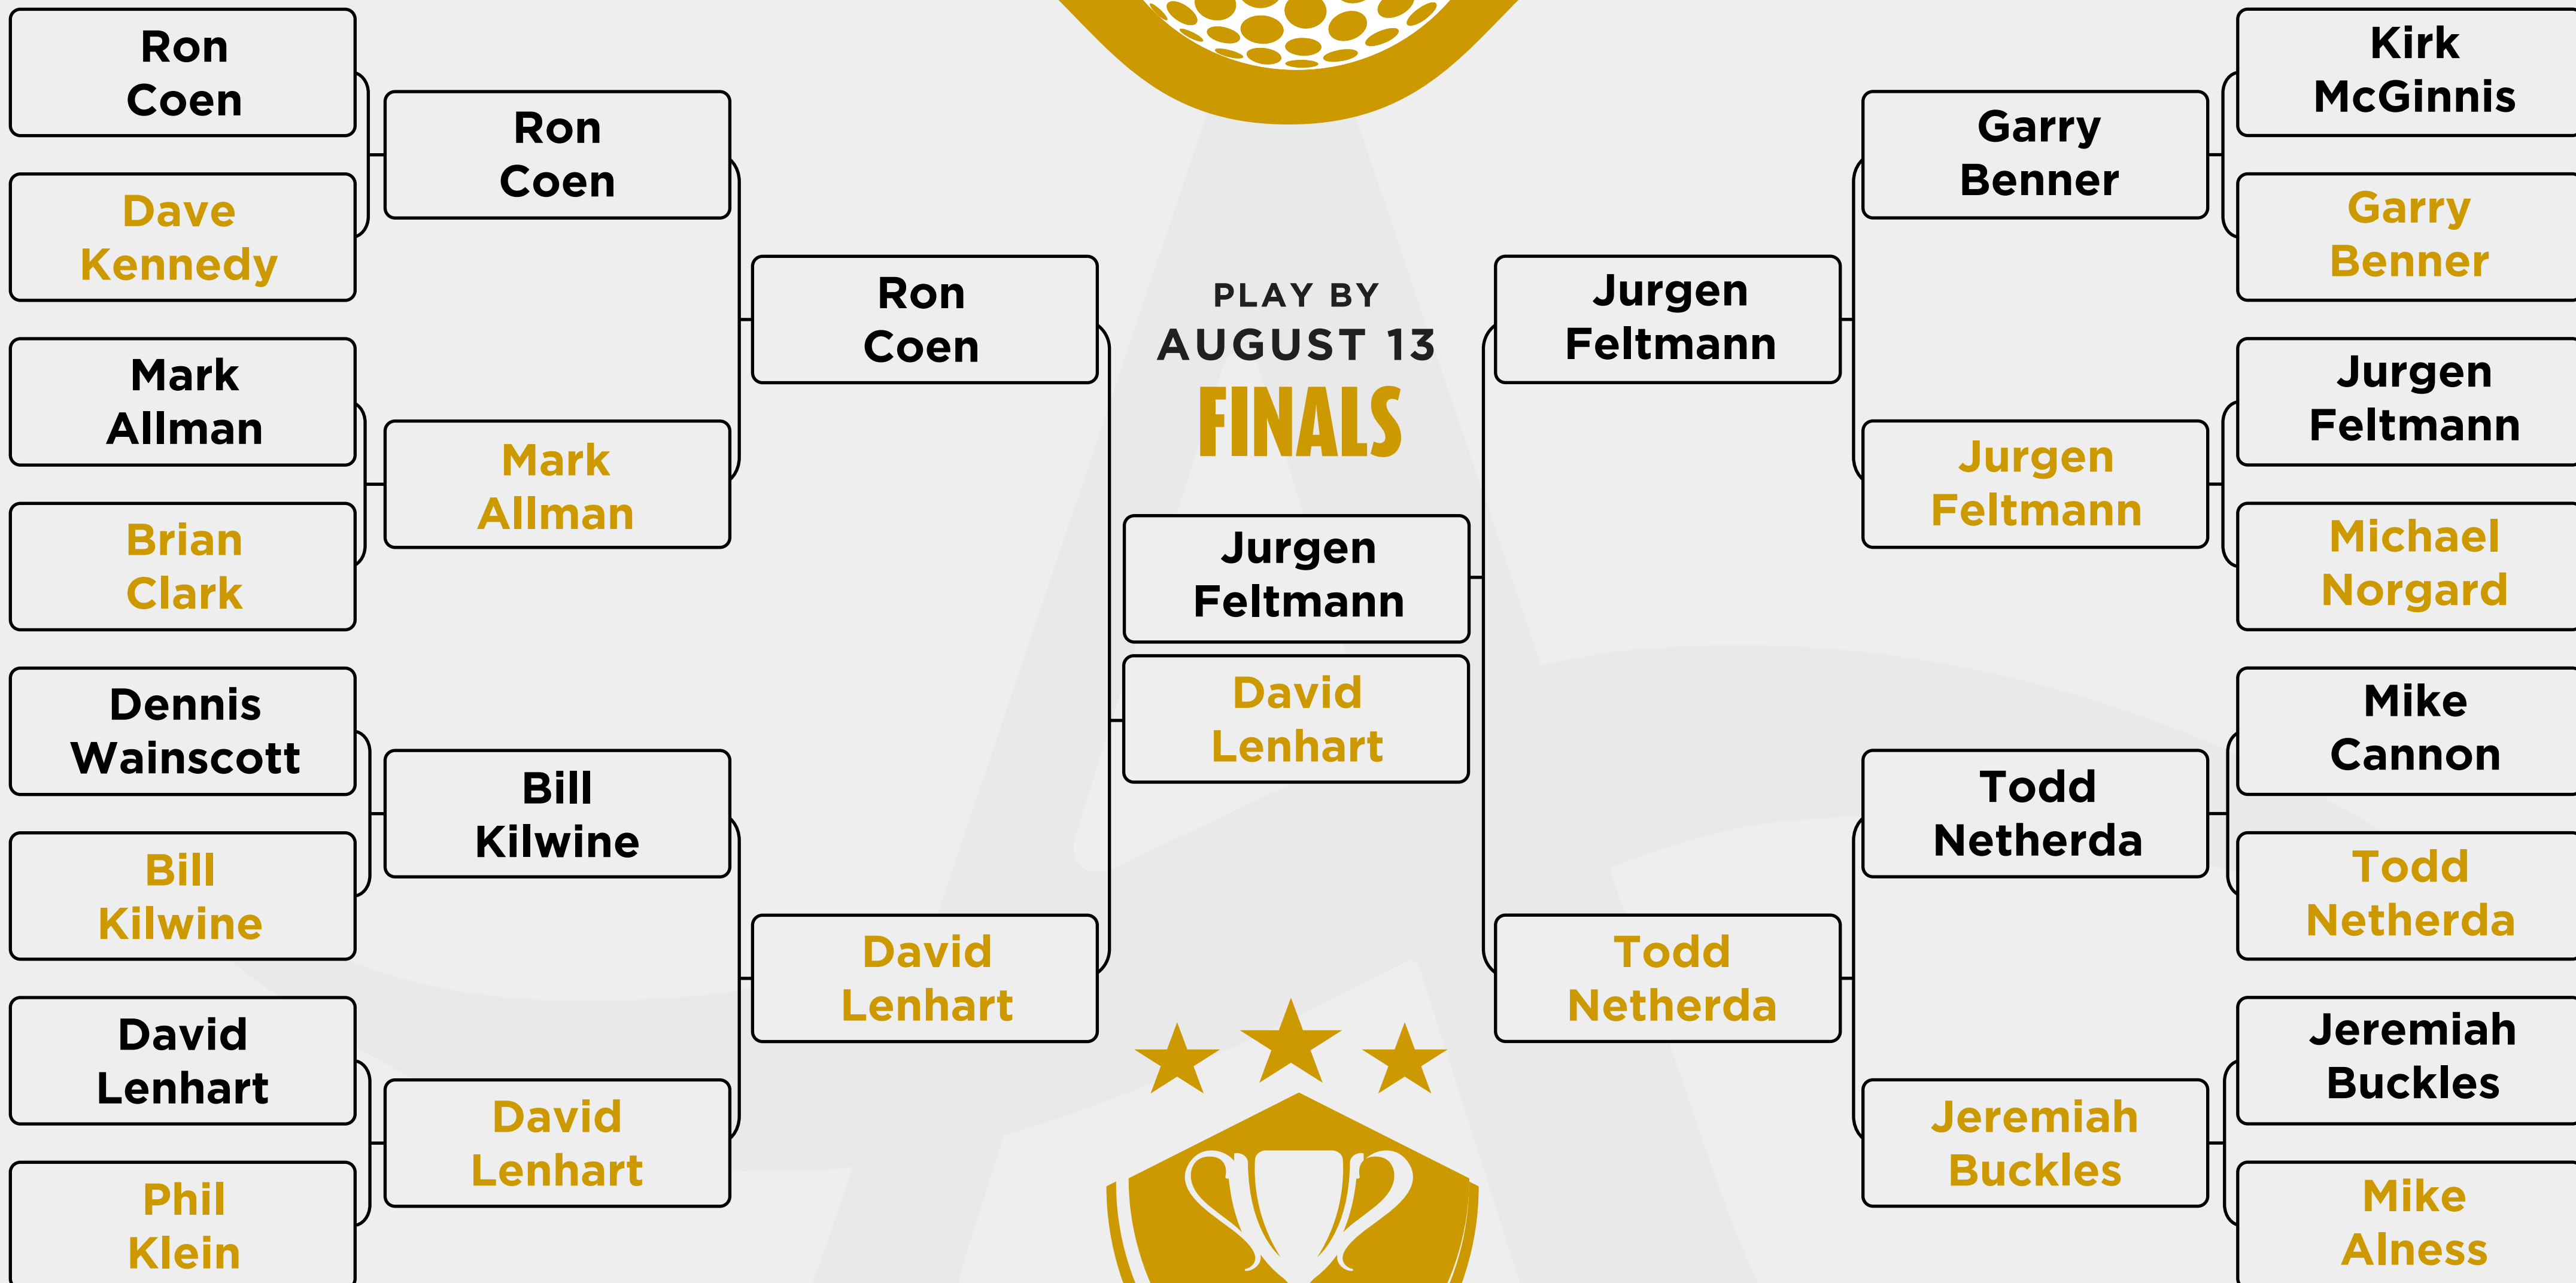 Ron
Coen
Dave
Kennedy
Mark
Allman
Brian
Clark
Dennis
Wainscott
Bill
Kilwine
David
Lenhart
Phil
Klein
Ron
Coen
Mark
Allman
Bill
Kilwine
David
Lenhart
Ron
Coen
David
Lenhart
PLAY BY
AUGUST 13
FINALS
Jurgen
Feltmann
David
Lenhart
Jurgen
Feltmann
Todd
Netherda
Garry
Benner
Jurgen
Feltmann
Todd
Netherda
Jeremiah
Buckles
Kirk
McGinnis
Garry
Benner
Jurgen
Feltmann
Michael
Norgard
Mike
Cannon
Todd
Netherda
Jeremiah
Buckles
Mike
Alness